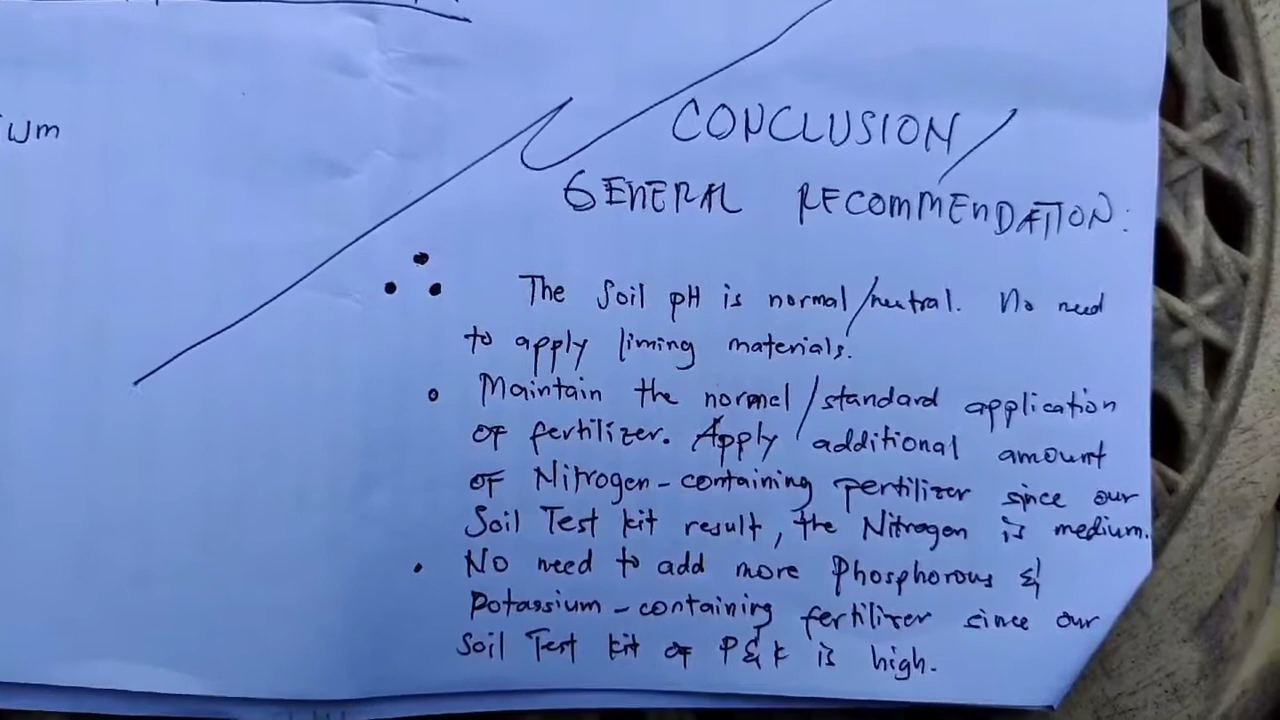 CONCLUSION/
GENERAL RECOMMENDATION:
The Soil pH is normal/neutral. No need
to apply liming materials.
Maintain the normal/standard application
of fertilizer. Apply additional amount
of Nitrogen-containing pertilizer since our
Soil Test kit result, the Nitrogen is medium.
• No need to add more Phosphorous &
Potassium-containing fertilizer since our
Soil Test kit of P & K is high.